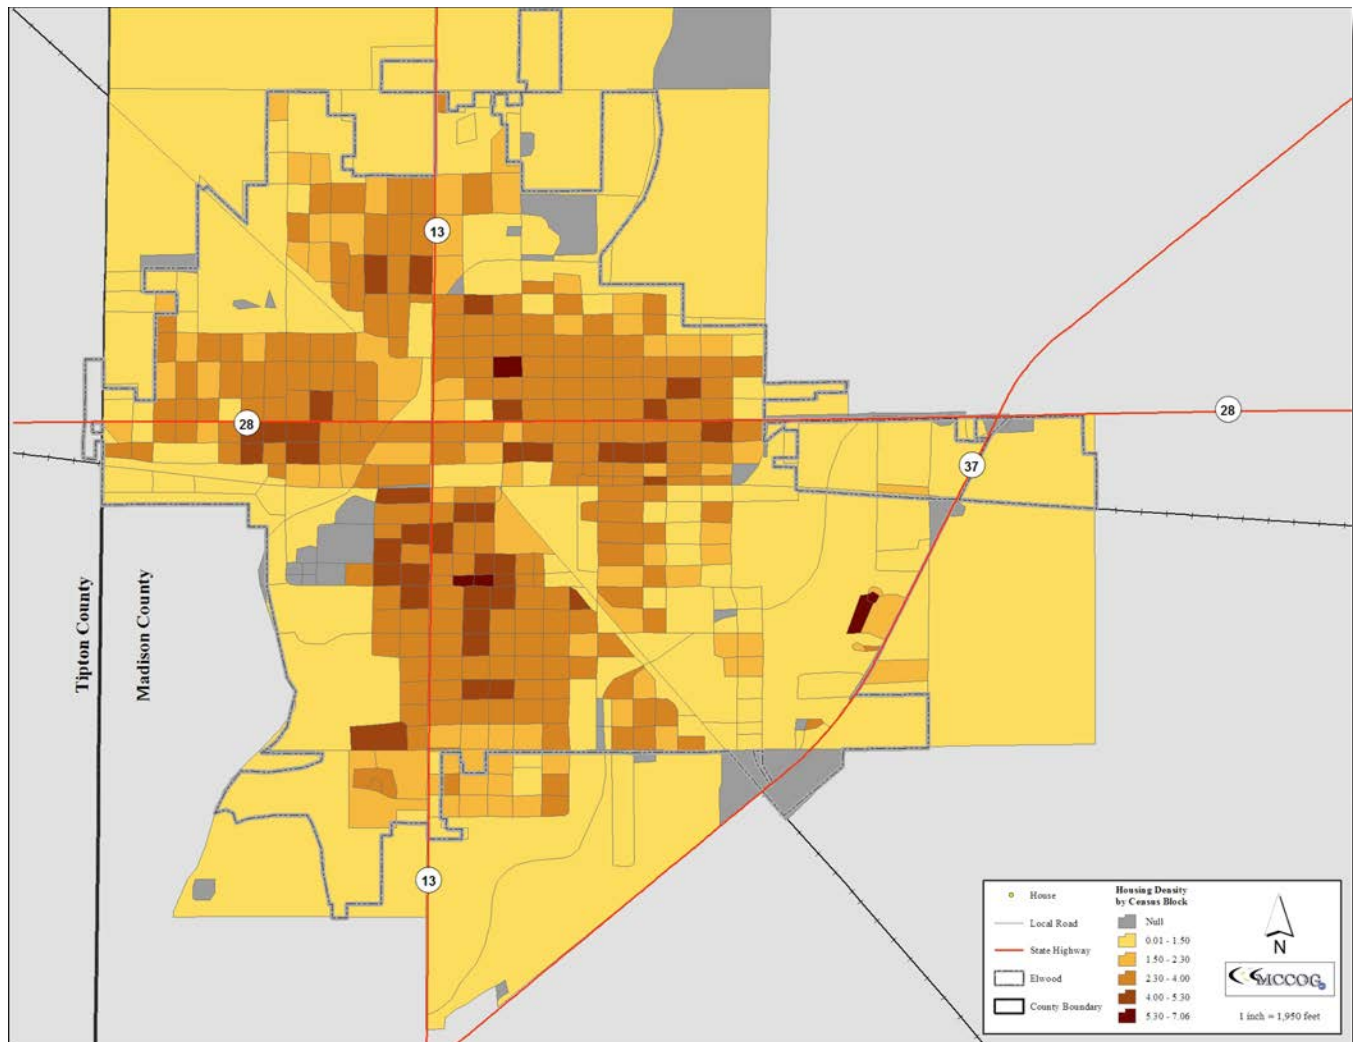 13
28
28
37
Tipton County
Madison County
13
House
Local Road
State Highway
Elwood
County Boundary
Housing Density
by Census Block
Null
0.01 - 1.50
1.50 - 2.30
2.30 - 4.00
4.00 - 5.30
5.30 - 7.06
N
MCCOG
1 inch = 1,950 feet